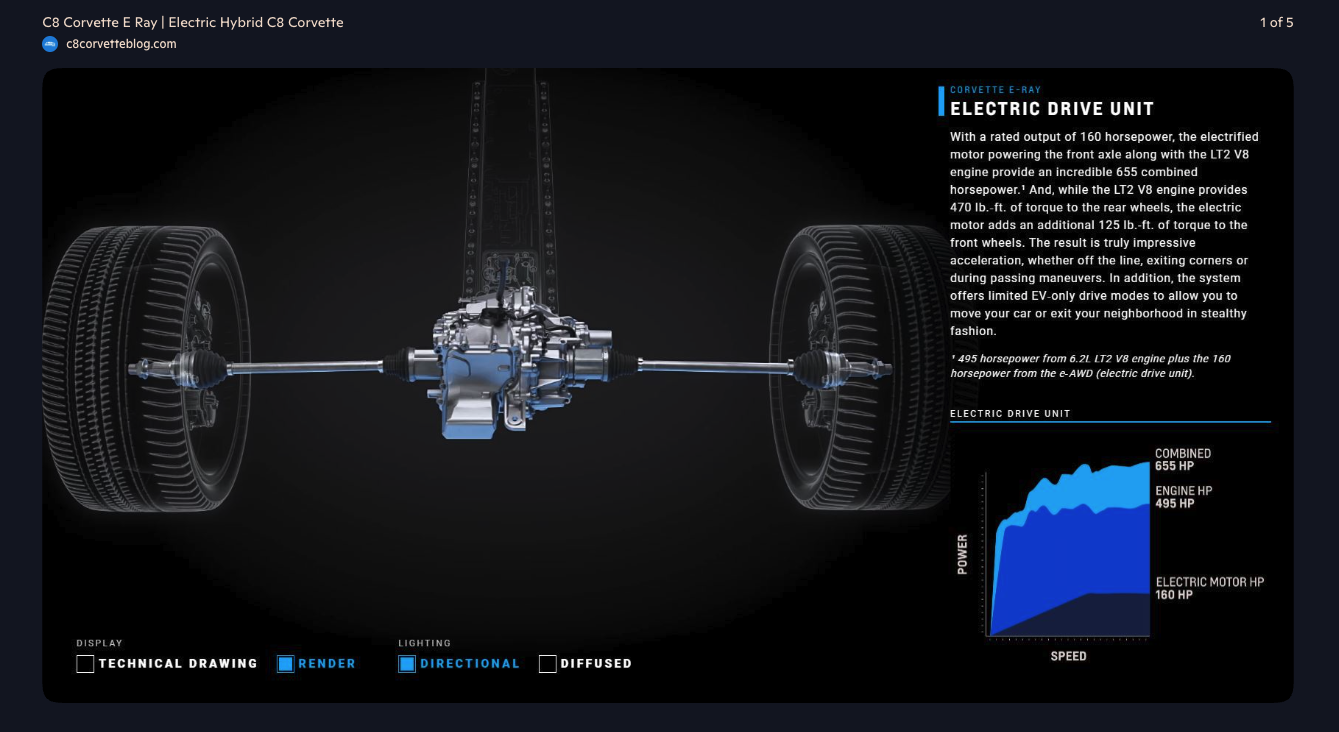 C8 Corvette E Ray | Electric Hybrid C8 Corvette
1 of 5
c8corvetteblog.com
CORVETTE E-RAY
ELECTRIC DRIVE UNIT
With a rated output of 160 horsepower, the electrified
motor powering the front axle along with the LT2 V8
engine provide an incredible 655 combined
horsepower.¹ And, while the LT2 V8 engine provides
470 lb.-ft. of torque to the rear wheels, the electric
motor adds an additional 125 lb.-ft. of torque to the
front wheels. The result is truly impressive
acceleration, whether off the line, exiting corners or
during passing maneuvers. In addition, the system
offers limited EV-only drive modes to allow you to
move your car or exit your neighborhood in stealthy
fashion.
¹ 495 horsepower from 6.2L LT2 V8 engine plus the 160
horsepower from the e-AWD (electric drive unit).
ELECTRIC DRIVE UNIT
COMBINED
655 HP
ENGINE HP
495 HP
ELECTRIC MOTOR HP
160 HP
POWER
SPEED
DISPLAY
TECHNICAL DRAWING
RENDER
LIGHTING
DIRECTIONAL
DIFFUSED